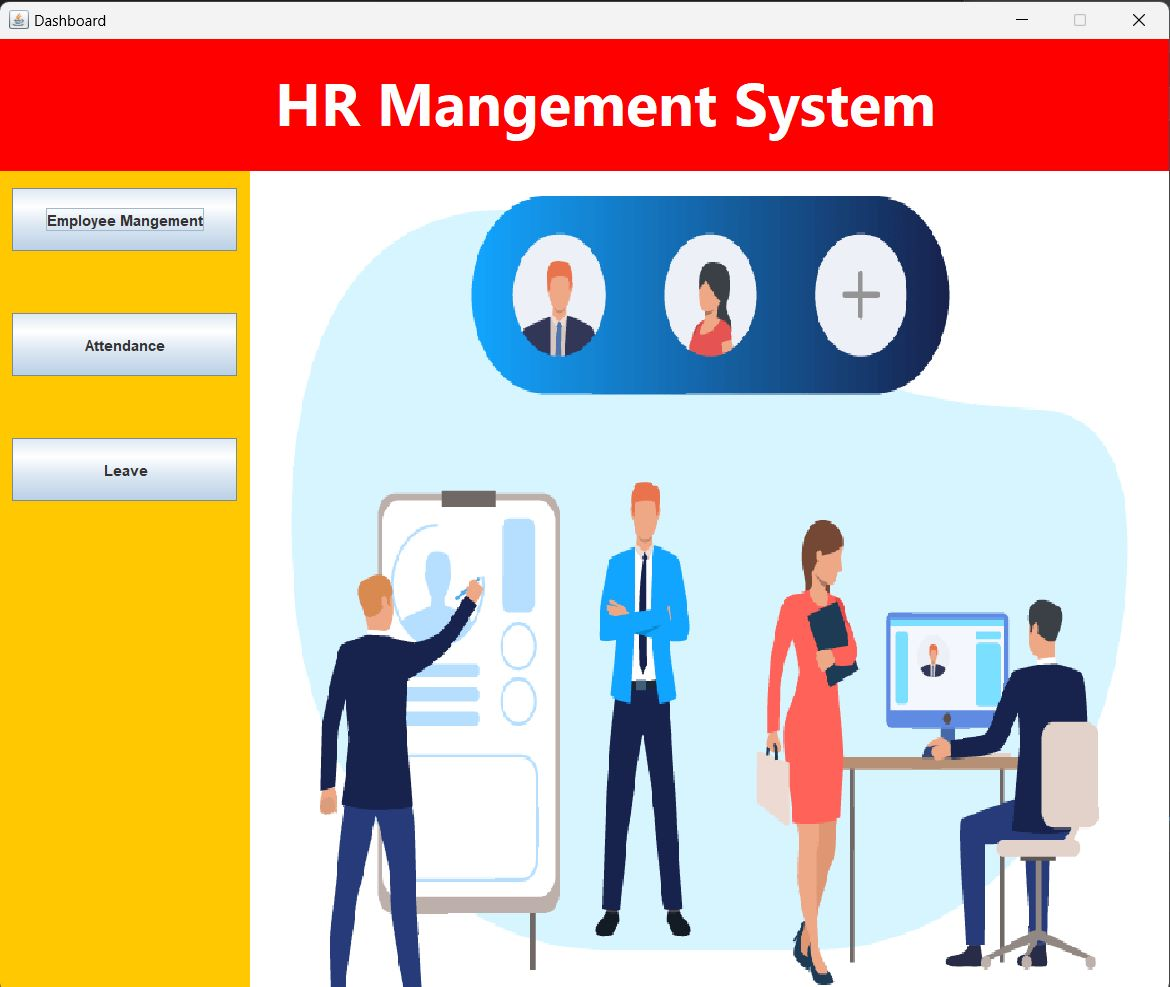 Dashboard
HR Mangement System
Employee Mangement
Attendance
Leave